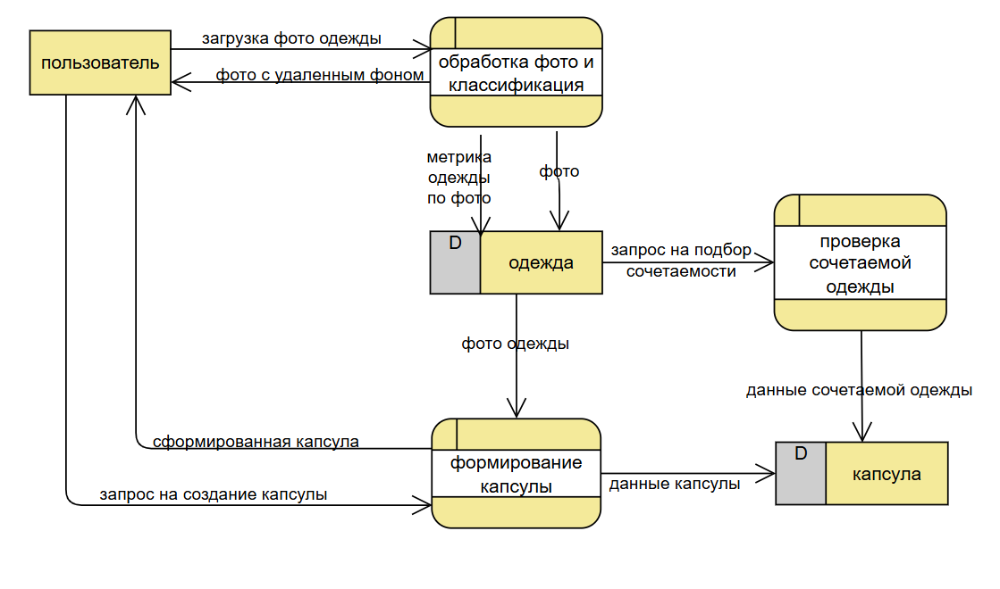 загрузка фото одежды
пользователь
фото с удаленным фоном
обработка фото и
классификация
метрика
одежды
по фото
фото
D
одежда
запрос на подбор
сочетаемости
проверка
сочетаемой
одежды
фото одежды
данные сочетаемой одежды
сформированная капсула
формирование
капсулы
запрос на создание капсулы
данные капсулы
D
капсула